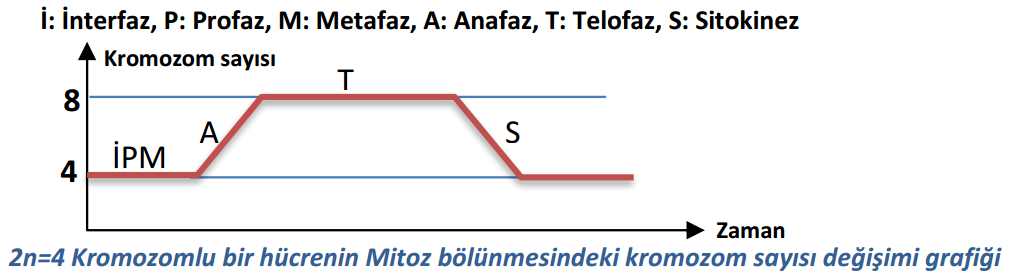 İ: İnterfaz, P: Profaz, M: Metafaz, A: Anafaz, T: Telofaz, S: Sitokinez
Kromozom sayısı
T
8
A
S
İPM
4
Zaman
2n=4 Kromozomlu bir hücrenin Mitoz bölünmesindeki kromozom sayısı değişimi grafiği